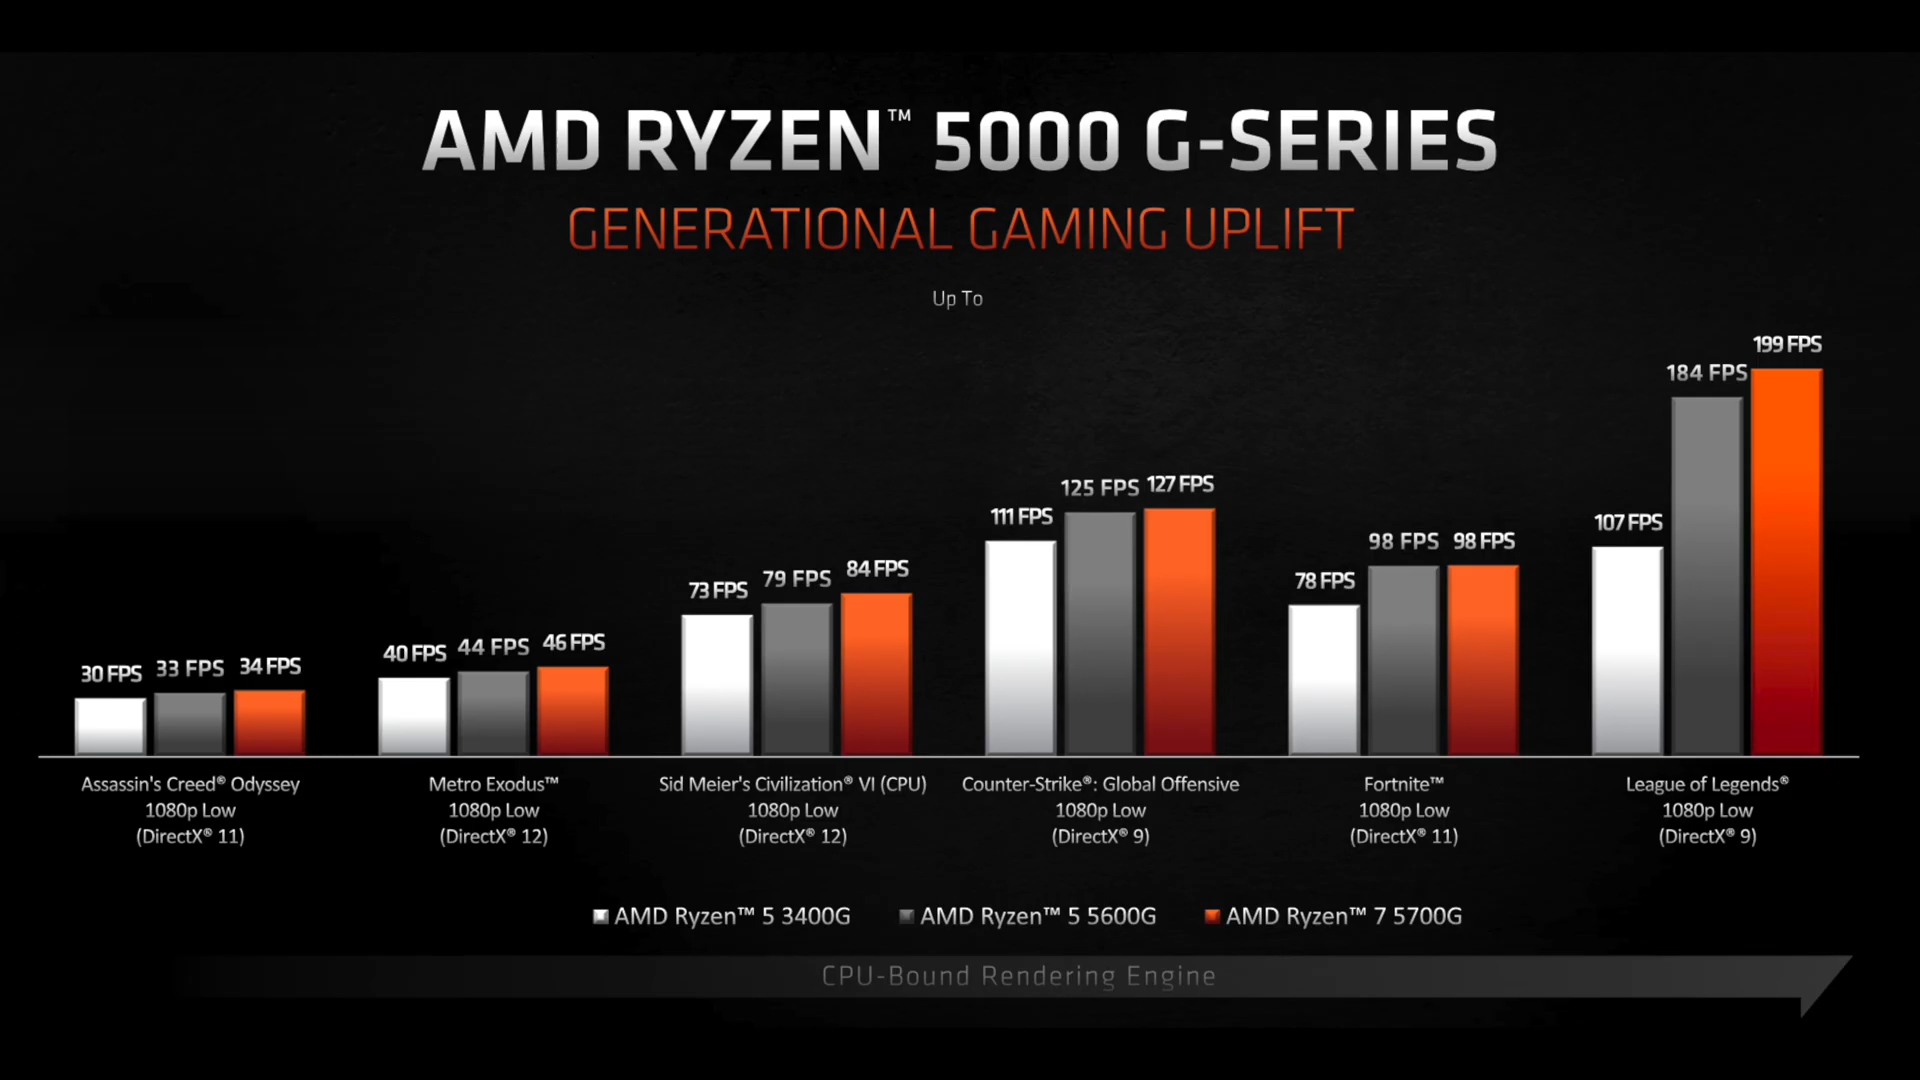 AMD RYZEN™ 5000 G-SERIES
GENERATIONAL GAMING UPLIFT
Up To
30 FPS 33 FPS 34 FPS
40 FPS 44 FPS 46 FPS
73 FPS 79 FPS 84 FPS
111 FPS 125 FPS 127 FPS
78 FPS 98 FPS 98 FPS
107 FPS 184 FPS 199 FPS
Assassin's Creed® Odyssey
1080p Low
(DirectX® 11)
Metro Exodus™
1080p Low
(DirectX® 12)
Sid Meier's Civilization® VI (CPU)
1080p Low
(DirectX® 12)
Counter-Strike®: Global Offensive
1080p Low
(DirectX® 9)
Fortnite™
1080p Low
(DirectX® 11)
League of Legends®
1080p Low
(DirectX® 9)
AMD Ryzen™ 5 3400G AMD Ryzen™ 5 5600G AMD Ryzen™ 7 5700G
CPU-Bound Rendering Engine